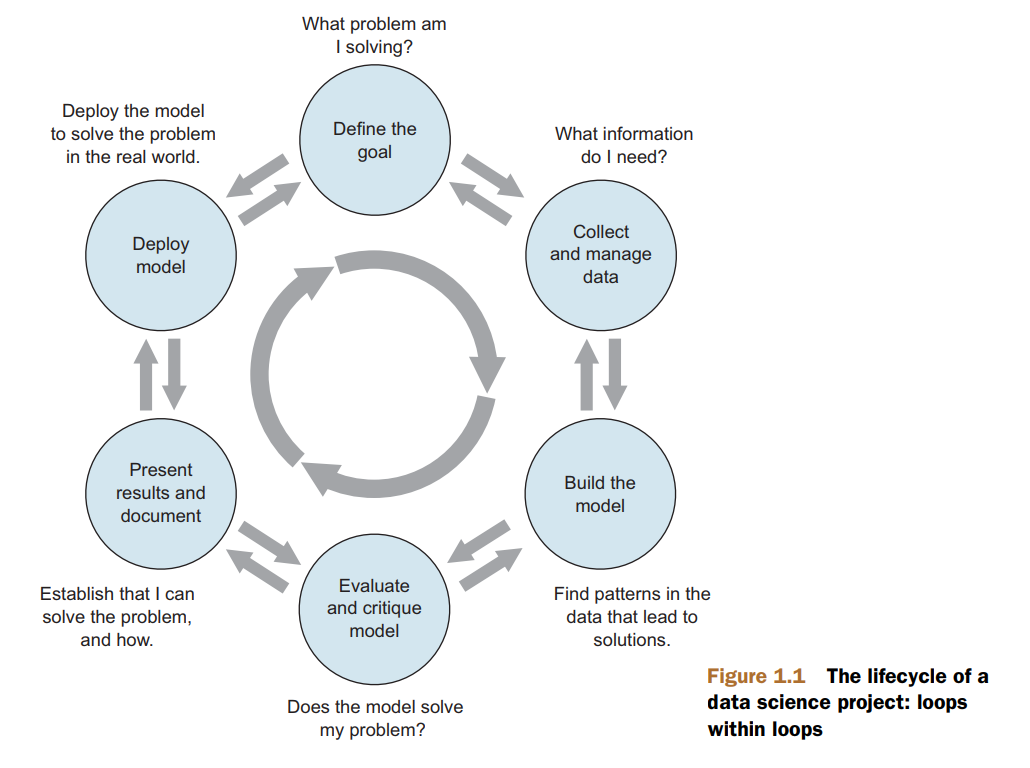 What problem am
I solving?
Define the
goal
Deploy the model
to solve the problem
in the real world.
What information
do I need?
Deploy
model
Collect
and manage
data
Present
results and
document
Build the
model
Establish that I can
solve the problem,
and how.
Evaluate
and critique
model
Find patterns in the
data that lead to
solutions.
Does the model solve
my problem?
Figure 1.1 The lifecycle of a
data science project: loops
within loops